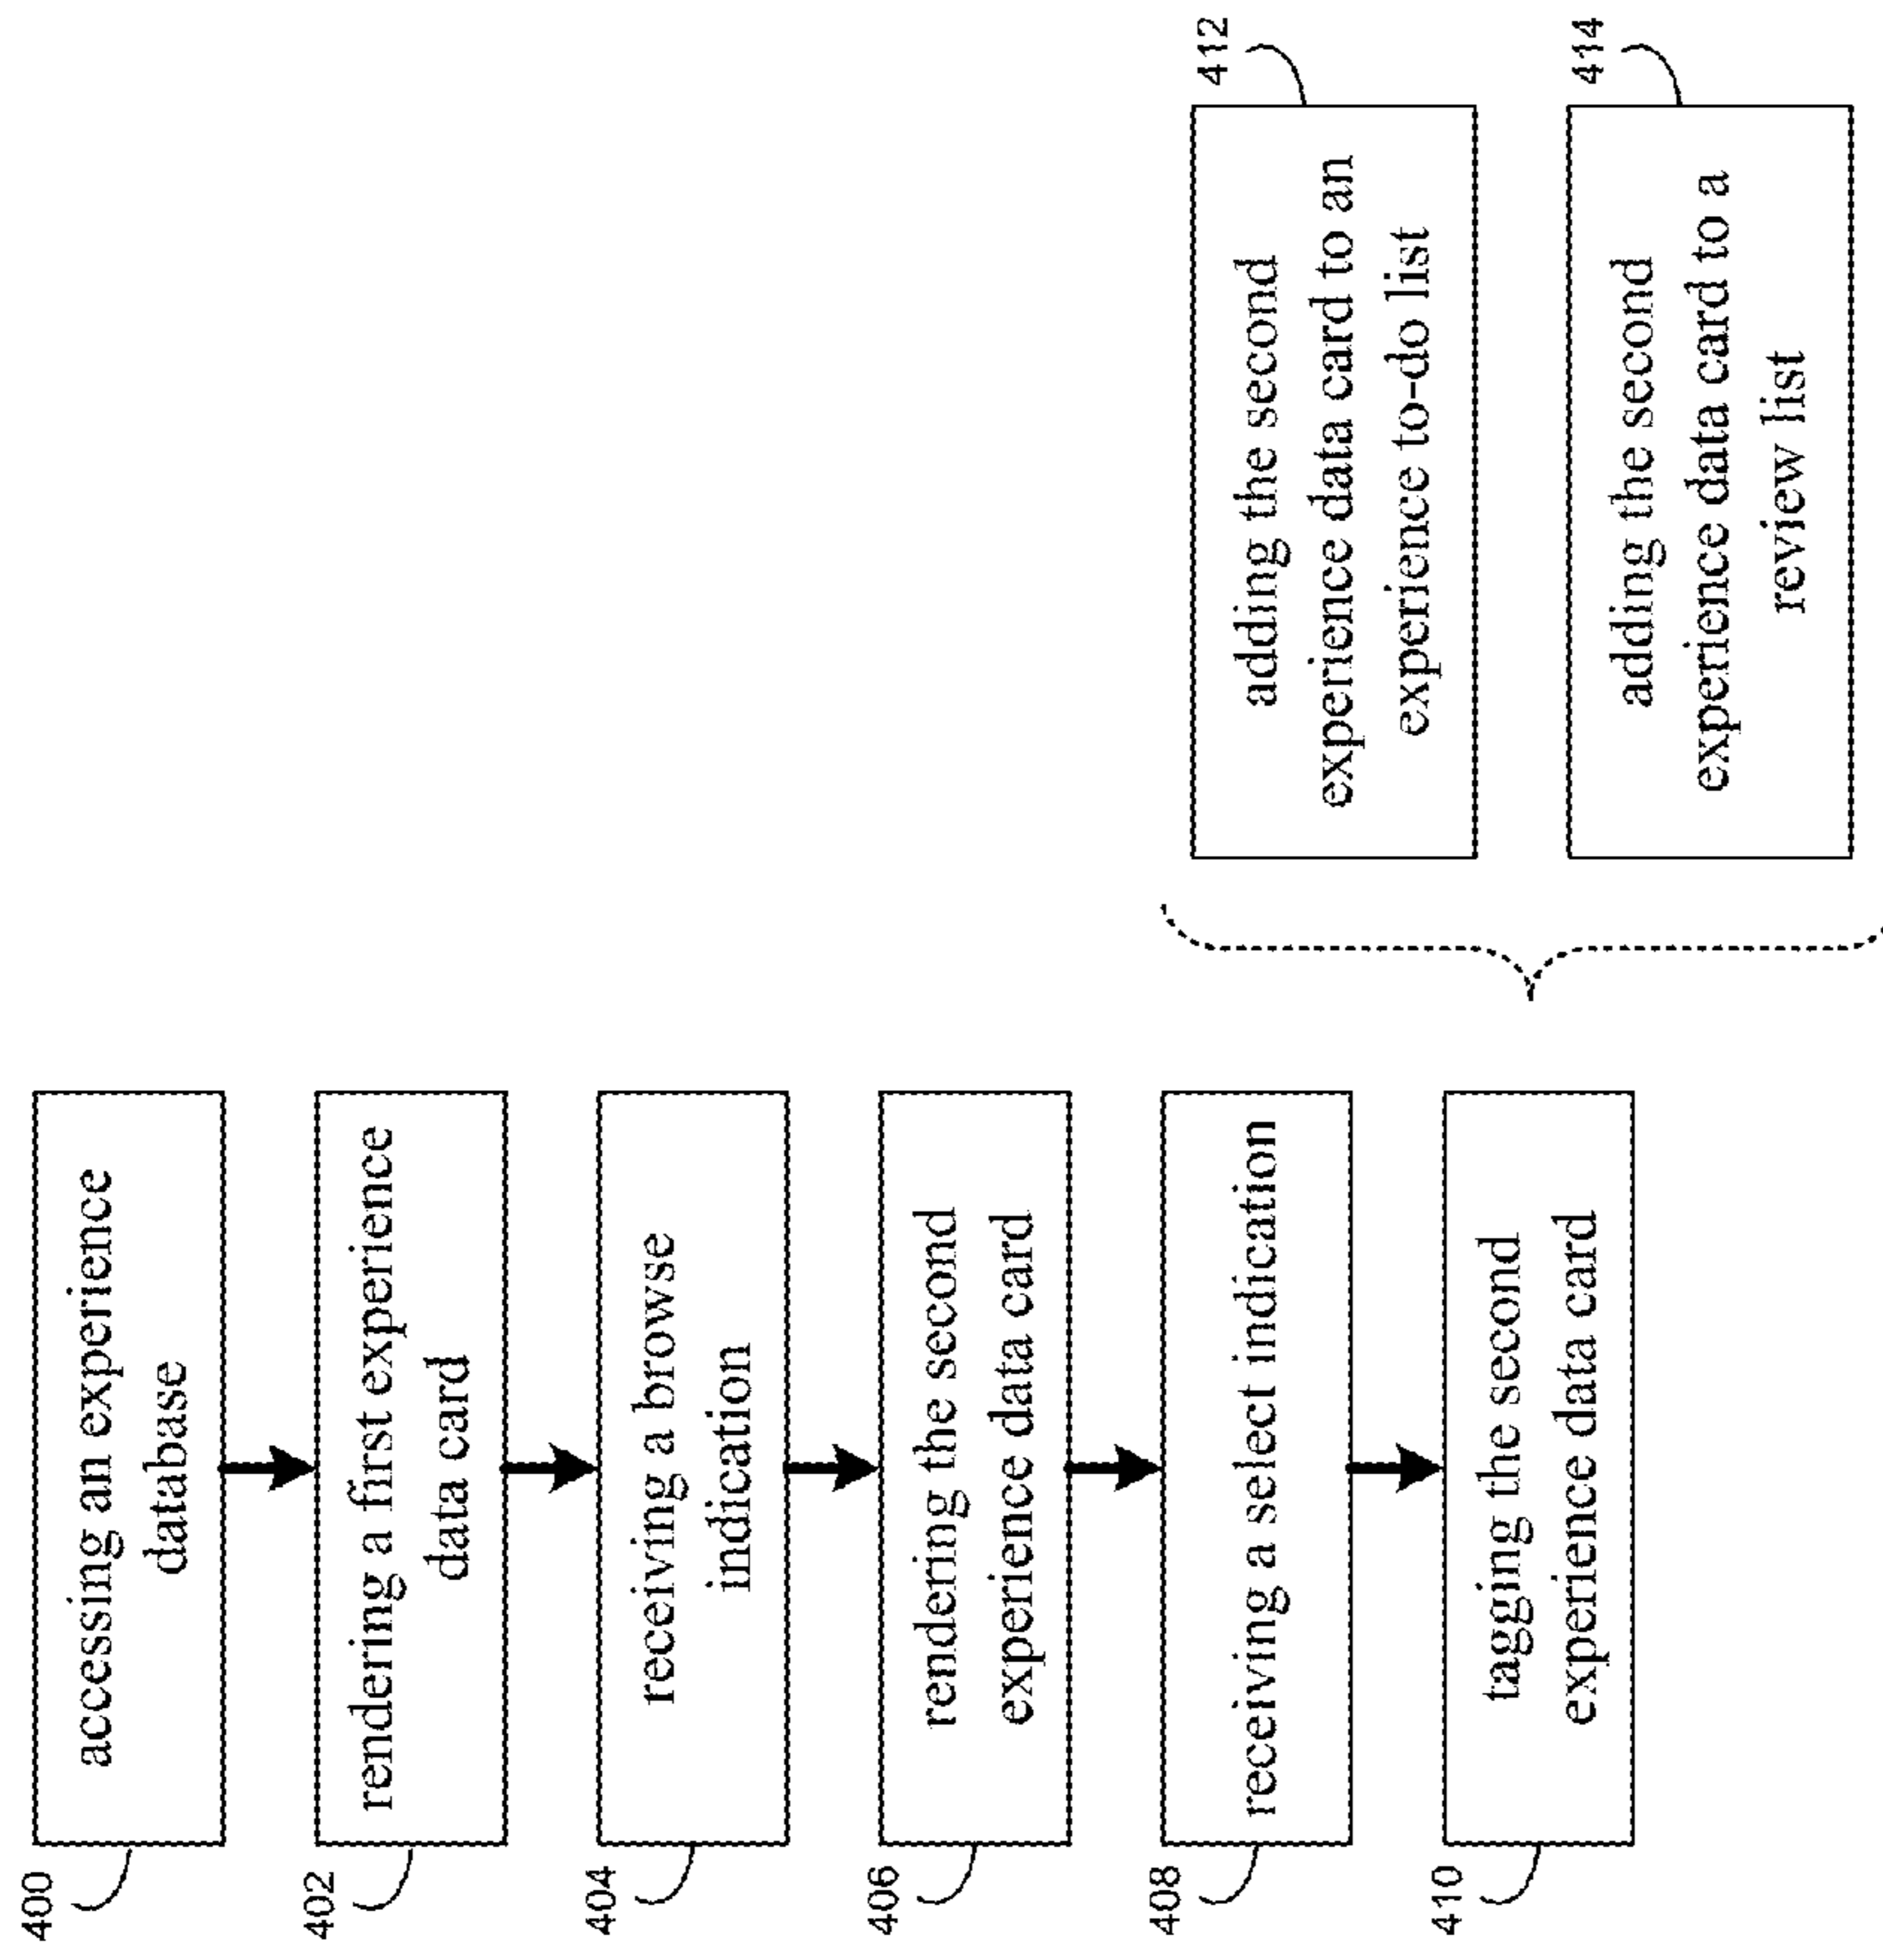 400
accessing an experience
database
402
rendering a first experience
data card
404
receiving a browse
indication
406
rendering the second
experience data card
408
receiving a select indication
410
tagging the second
experience data card
412
adding the second
experience data card to an
experience to-do list
414
adding the second
experience data card to a
review list